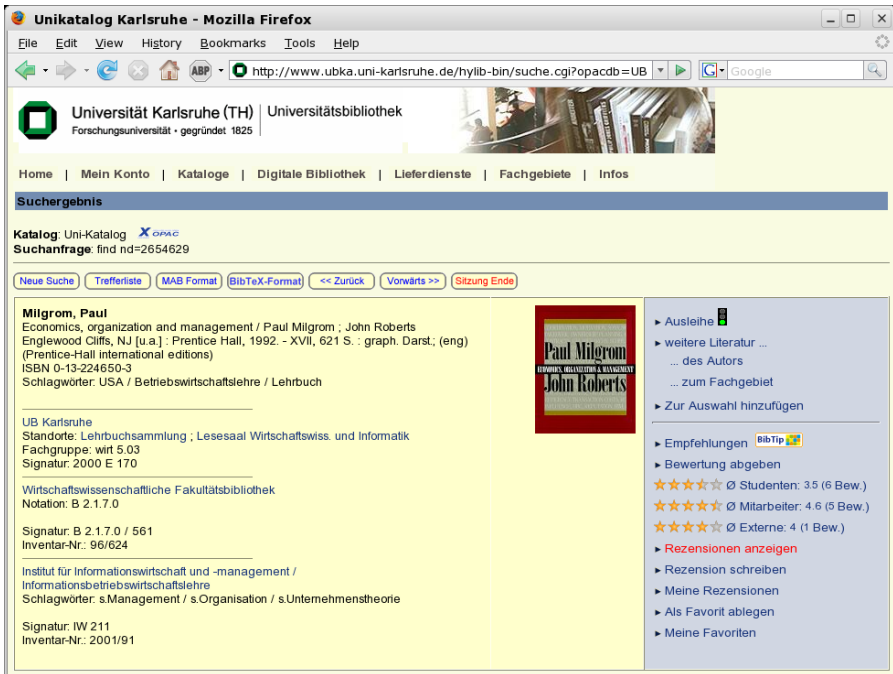 Unikatalog Karlsruhe - Mozilla Firefox
File Edit View History Bookmarks Tools Help
ABP http://www.ubka.uni-karlsruhe.de/hylib-bin/suche.cgi?opacdb=UB G Google
Universität Karlsruhe (TH) Universitätsbibliothek
Forschungsuniversität • gegründet 1825
Home | Mein Konto | Kataloge | Digitale Bibliothek | Lieferdienste | Fachgebiete | Infos
Suchergebnis
Katalog: Uni-Katalog X OPAC
Suchanfrage: find nd=2654629
Neue Suche Trefferliste MAB Format BibTeX-Format << Zurück Vorwärts >> Sitzung Ende
Milgrom, Paul
Economics, organization and management / Paul Milgrom ; John Roberts
Englewood Cliffs, NJ [u.a.] : Prentice Hall, 1992. - XVII, 621 S. : graph. Darst.; (eng)
(Prentice-Hall international editions)
ISBN 0-13-224650-3
Schlagwörter: USA / Betriebswirtschaftslehre / Lehrbuch
UB Karlsruhe
Standorte: Lehrbuchsammlung ; Lesesaal Wirtschaftswiss. und Informatik
Fachgruppe: wirt 5.03
Signatur: 2000 E 170
Wirtschaftswissenschaftliche Fakultätsbibliothek
Notation: B 2.1.7.0
Signatur: B 2.1.7.0 / 561
Inventar-Nr.: 96/624
Institut für Informationswirtschaft und -management /
Informationsbetriebswirtschaftslehre
Schlagwörter: s.Management / s.Organisation / s.Unternehmenstheorie
Signatur: IW 211
Inventar-Nr.: 2001/91
Paul Milgrom
ECONOMICS, ORGANIZATION & MANAGEMENT
John Roberts
▸ Ausleihe
▸ weitere Literatur ...
... des Autors
... zum Fachgebiet
▸ Zur Auswahl hinzufügen
▸ Empfehlungen BibTip
▸ Bewertung abgeben
Ø Studenten: 3.5 (6 Bew.)
Ø Mitarbeiter: 4.6 (5 Bew.)
Ø Externe: 4 (1 Bew.)
▸ Rezensionen anzeigen
▸ Rezension schreiben
▸ Meine Rezensionen
▸ Als Favorit ablegen
▸ Meine Favoriten